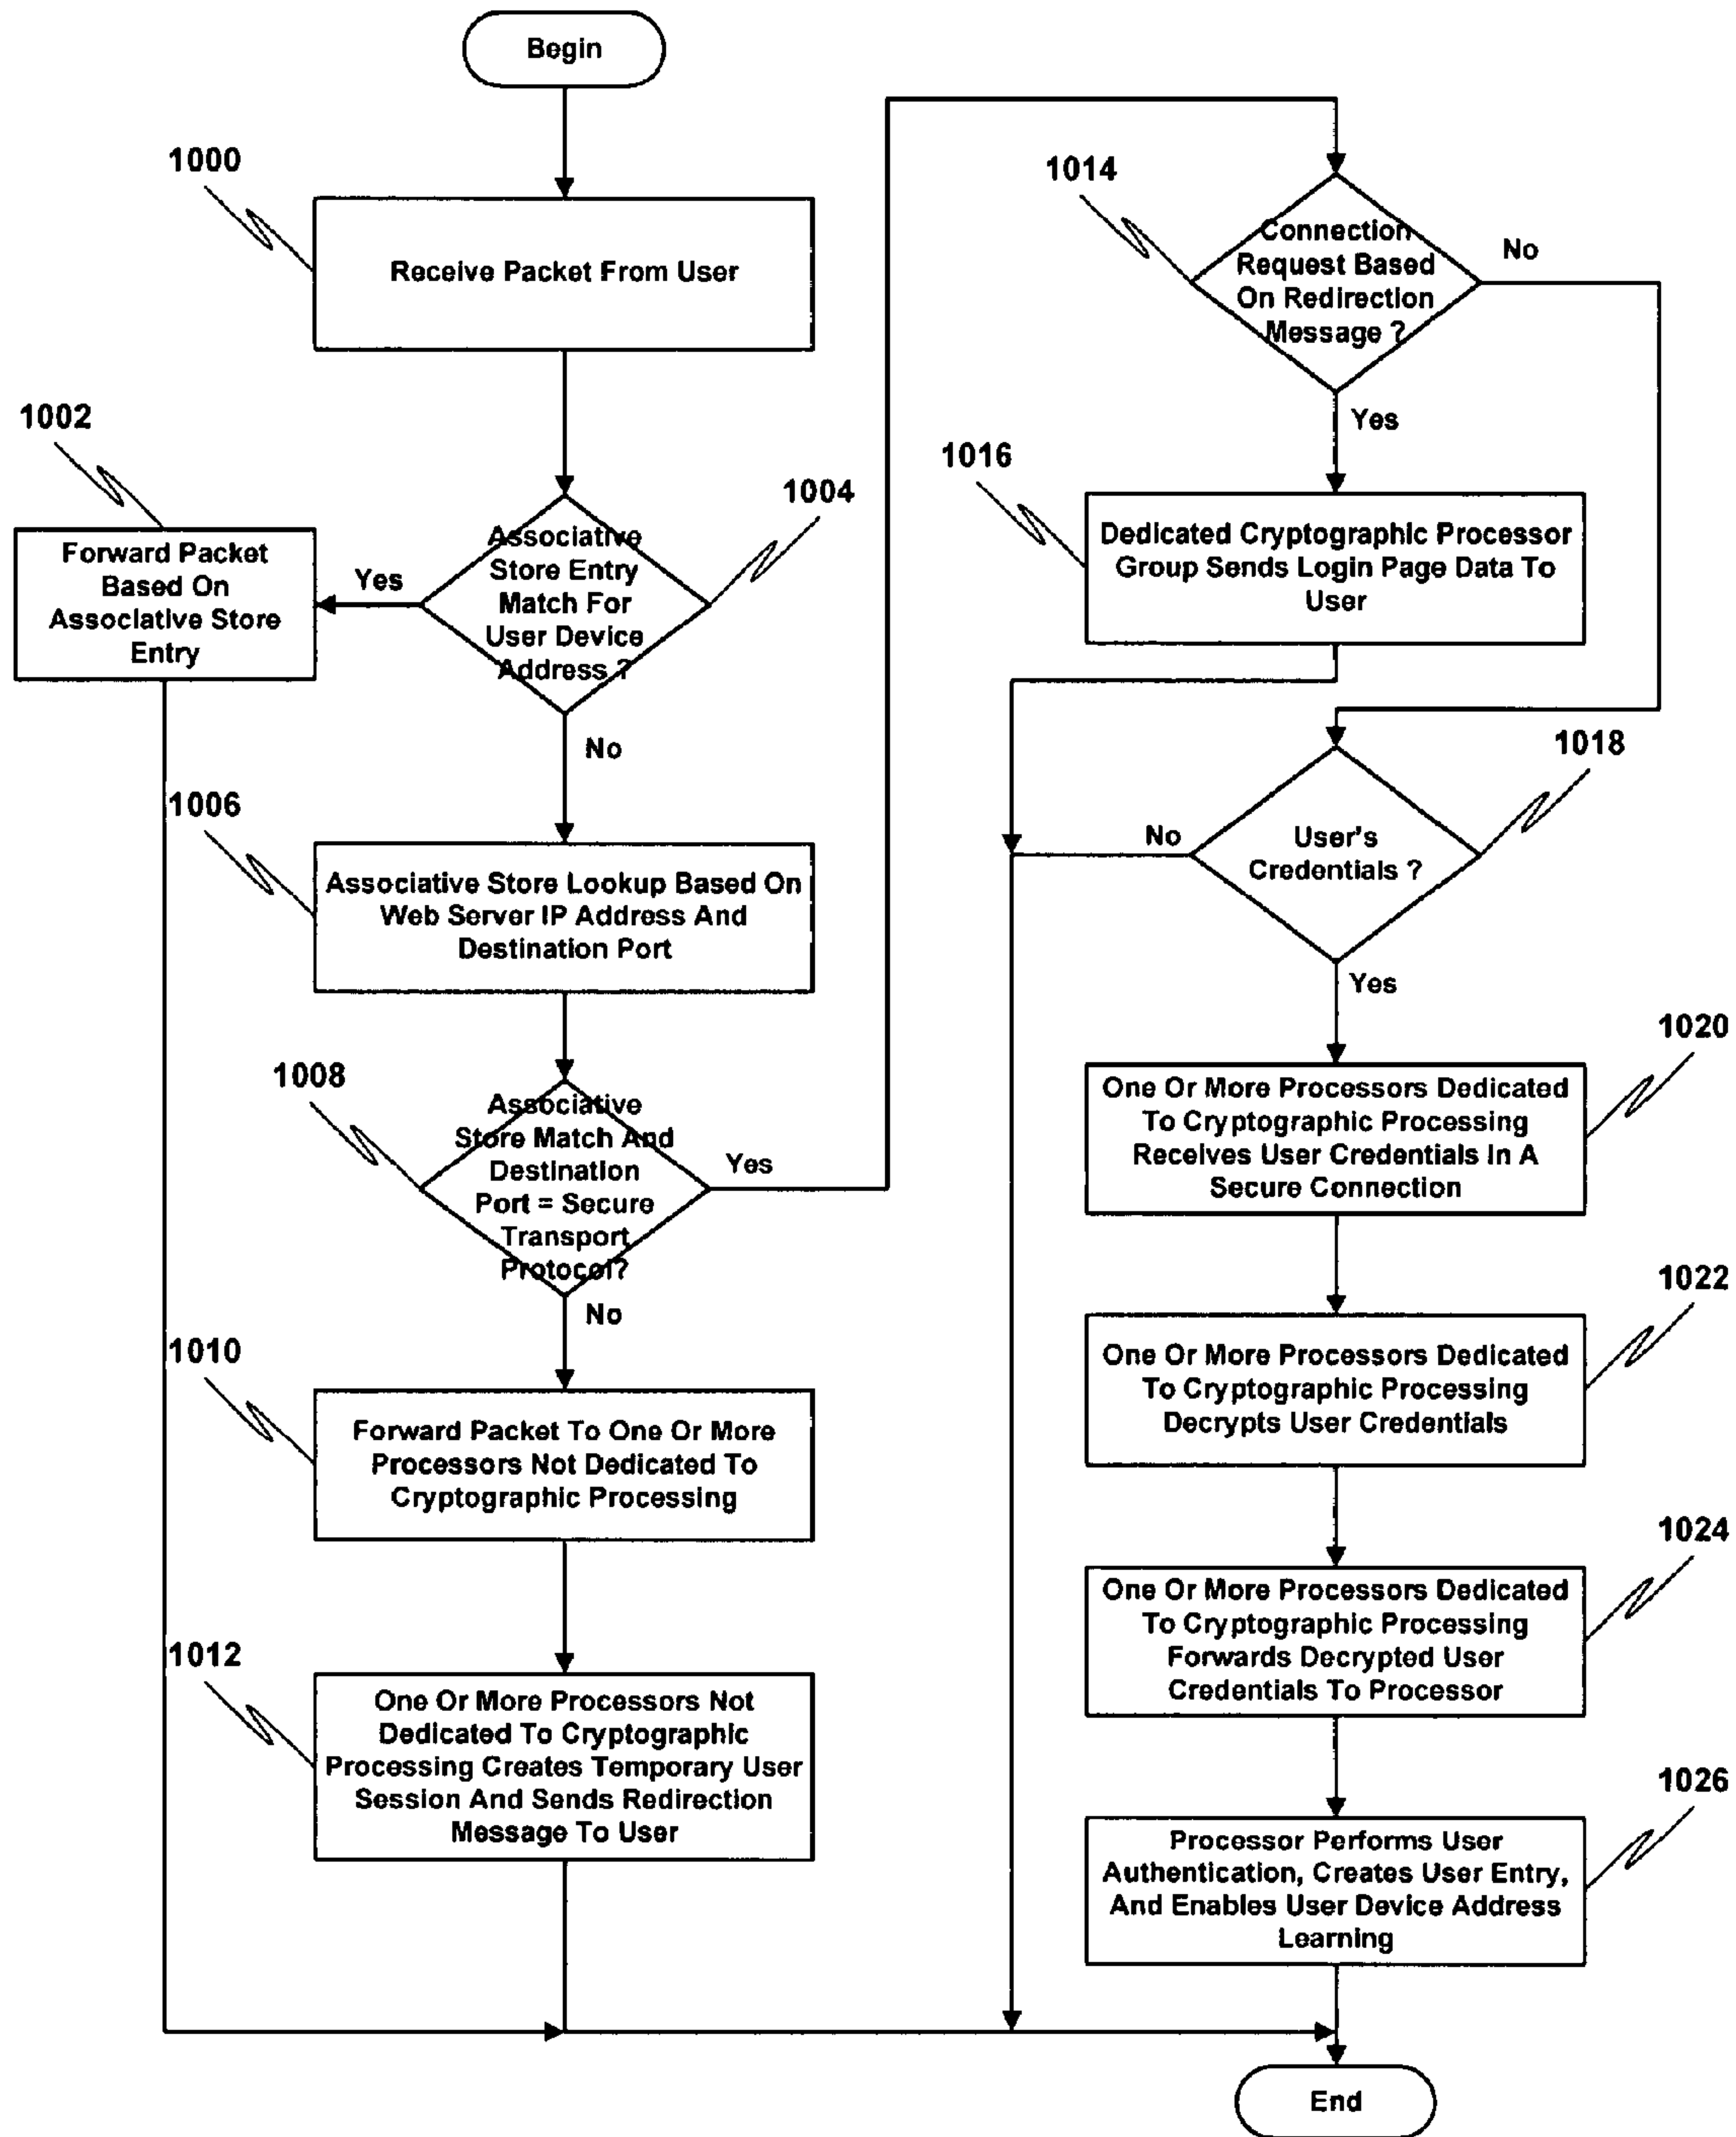 Begin
1000
Receive Packet From User
1002
Forward Packet
Based On
Associative Store
Entry
Yes
1004
Associative
Store Entry
Match For
User Device
Address ?
No
1006
Associative Store Lookup Based On
Web Server IP Address And
Destination Port
1008
Associative
Store Match And
Destination
Port = Secure
Transport
Protocol?
Yes
No
1010
Forward Packet To One Or More
Processors Not Dedicated To
Cryptographic Processing
1012
One Or More Processors Not
Dedicated To Cryptographic
Processing Creates Temporary User
Session And Sends Redirection
Message To User
1014
Connection
Request Based
On Redirection
Message ?
No
Yes
1016
Dedicated Cryptographic Processor
Group Sends Login Page Data To
User
1018
No
User's
Credentials ?
Yes
1020
One Or More Processors Dedicated
To Cryptographic Processing
Receives User Credentials In A
Secure Connection
1022
One Or More Processors Dedicated
To Cryptographic Processing
Decrypts User Credentials
1024
One Or More Processors Dedicated
To Cryptographic Processing
Forwards Decrypted User
Credentials To Processor
1026
Processor Performs User
Authentication, Creates User Entry,
And Enables User Device Address
Learning
End